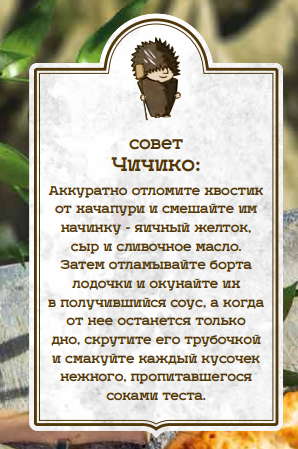 совет
Чичико:
Аккуратно отломите хвостик
от хачапури и смешайте им
начинку - яичный желток,
сыр и сливочное масло.
Затем отламывайте борта
лодочки и окунайте их
в получившийся соус, а когда
от нее останется только
дно, скрутите его трубочкой
и смакуйте каждый кусочек
нежного, пропитавшегося
соками теста.